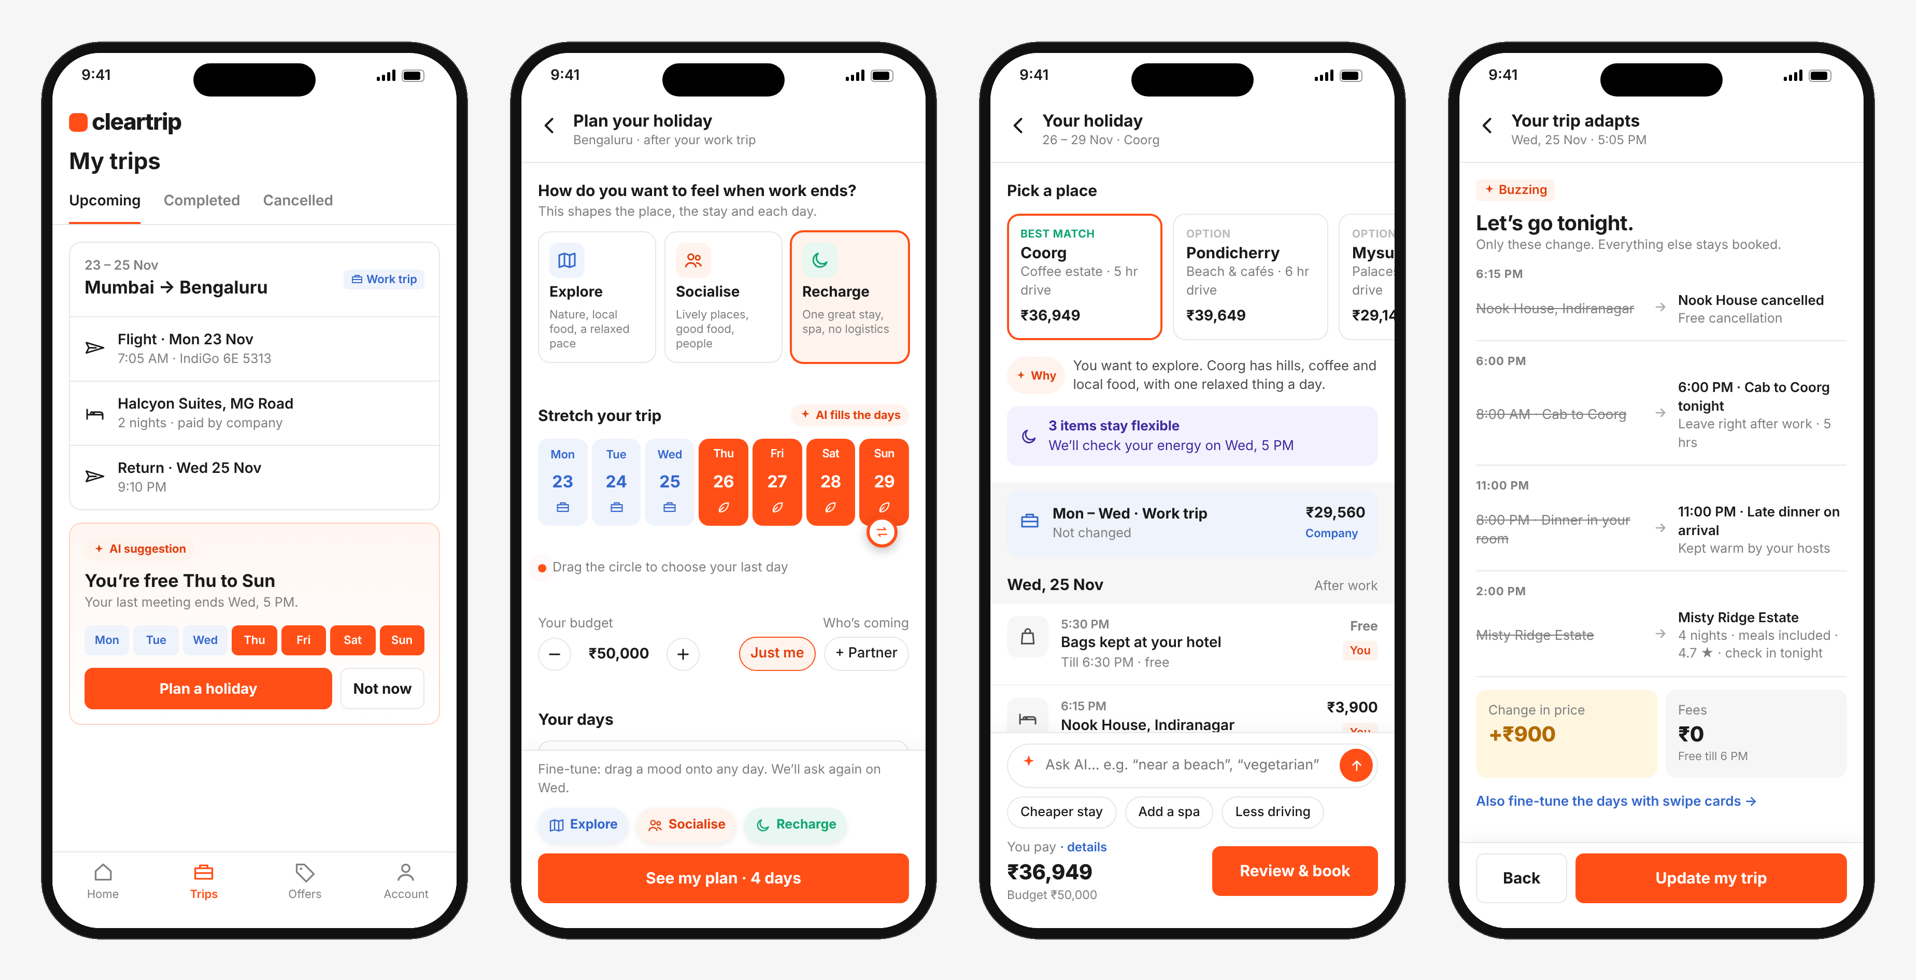 9:41
cleartrip
My trips
Upcoming Completed Cancelled
23 – 25 Nov
Mumbai → Bengaluru
Work trip
Flight · Mon 23 Nov
7:05 AM · IndiGo 6E 5313
Halcyon Suites, MG Road
2 nights · paid by company
Return · Wed 25 Nov
9:10 PM
AI suggestion
You’re free Thu to Sun
Your last meeting ends Wed, 5 PM.
Mon Tue Wed Thu Fri Sat Sun
Plan a holiday Not now
Home Trips Offers Account
9:41
Plan your holiday
Bengaluru · after your work trip
How do you want to feel when work ends?
This shapes the place, the stay and each day.
Explore
Nature, local
food, a relaxed
pace
Socialise
Lively places,
good food,
people
Recharge
One great stay,
spa, no logistics
Stretch your trip
AI fills the days
Mon Tue Wed Thu Fri Sat Sun
23 24 25 26 27 28 29
Drag the circle to choose your last day
Your budget Who’s coming
− ₹50,000 + Just me + Partner
Your days
Fine-tune: drag a mood onto any day. We’ll ask again on
Wed.
Explore Socialise Recharge
See my plan · 4 days
9:41
Your holiday
26 – 29 Nov · Coorg
Pick a place
BEST MATCH
Coorg
Coffee estate · 5 hr
drive
₹36,949
OPTION
Pondicherry
Beach & cafés · 6 hr
drive
₹39,649
OPTION
Mysu
Palaces
drive
₹29,14
Why
You want to explore. Coorg has hills, coffee and
local food, with one relaxed thing a day.
3 items stay flexible
We’ll check your energy on Wed, 5 PM
Mon – Wed · Work trip ₹29,560
Not changed Company
Wed, 25 Nov After work
5:30 PM Free
Bags kept at your hotel
Till 6:30 PM · free
You
6:15 PM
₹3,900
Nook House, Indiranagar
You
Ask AI... e.g. “near a beach”, “vegetarian”
Cheaper stay Add a spa Less driving
You pay · details
₹36,949
Budget ₹50,000
Review & book
9:41
Your trip adapts
Wed, 25 Nov · 5:05 PM
Buzzing
Let’s go tonight.
Only these change. Everything else stays booked.
6:15 PM
Nook House, Indiranagar → Nook House cancelled
Free cancellation
6:00 PM
8:00 AM · Cab to Coorg →
6:00 PM · Cab to Coorg
tonight
Leave right after work · 5
hrs
11:00 PM
8:00 PM · Dinner in your
room
→
11:00 PM · Late dinner on
arrival
Kept warm by your hosts
2:00 PM
Misty Ridge Estate →
Misty Ridge Estate
4 nights · meals included ·
4.7 ★ · check in tonight
Change in price
+₹900
Fees
₹0
Free till 6 PM
Also fine-tune the days with swipe cards →
Back Update my trip